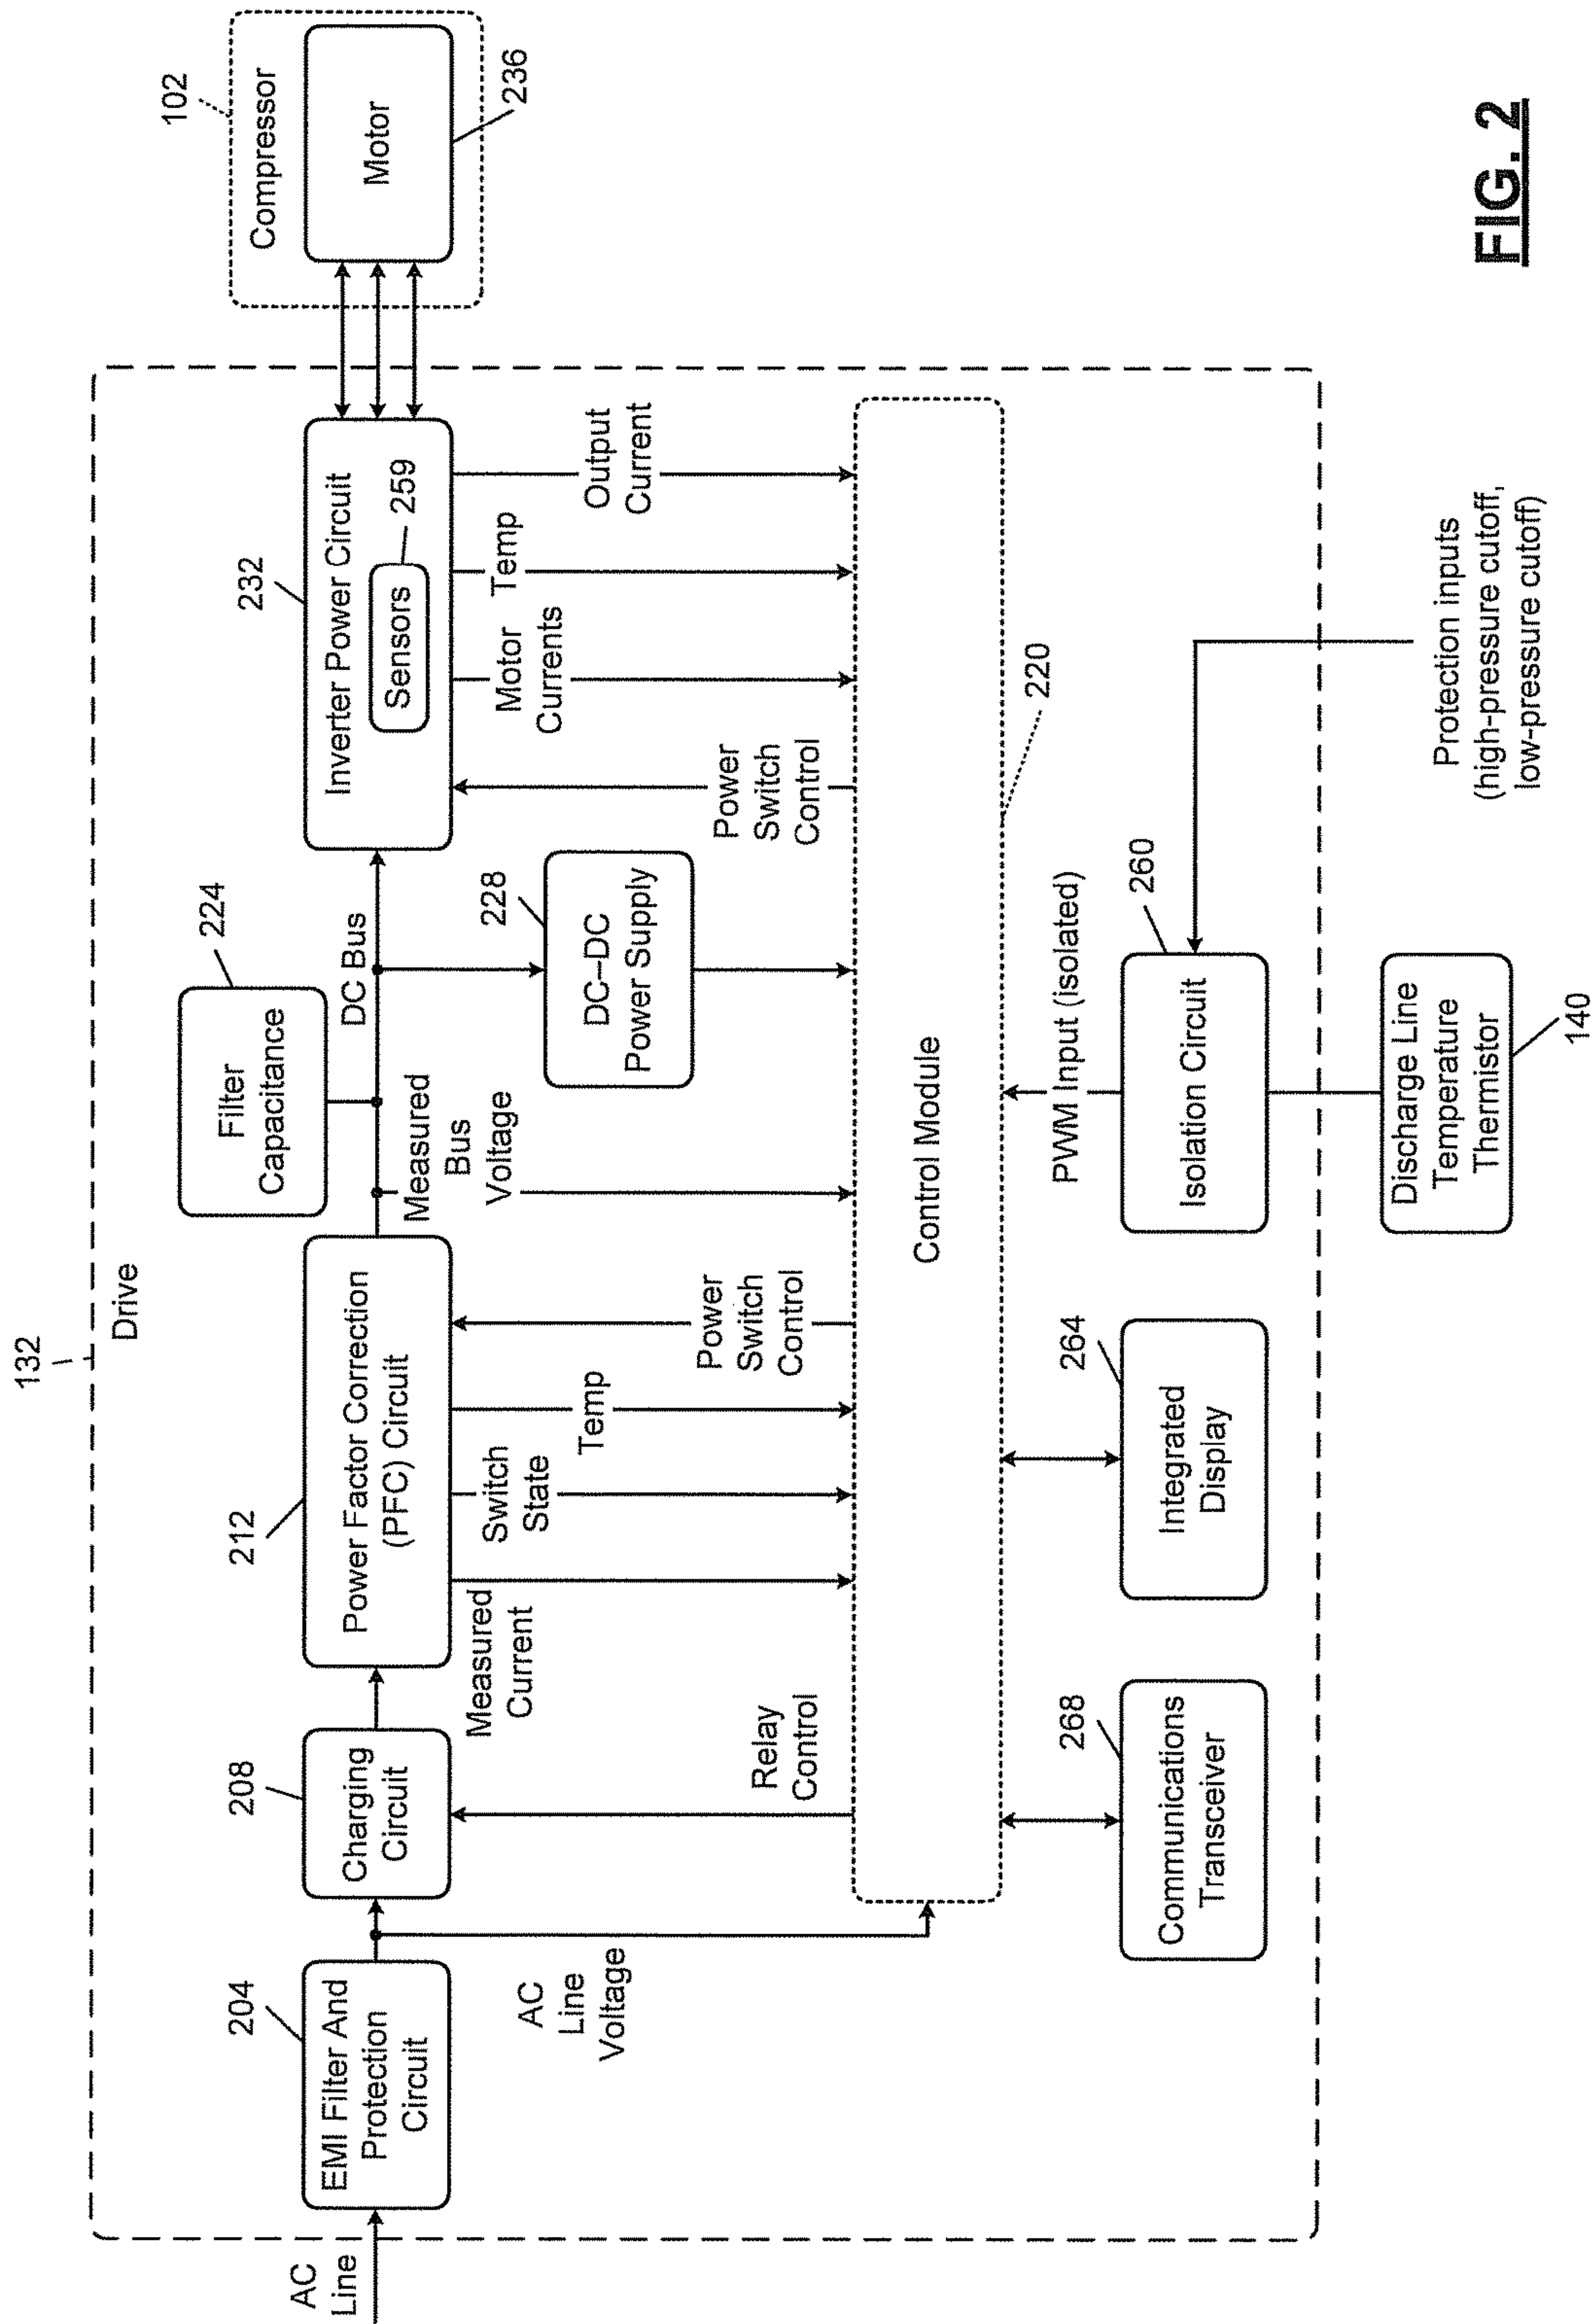 132
Drive
AC
Line
204
EMI Filter And
Protection
Circuit
AC
Line
Voltage
208
Charging
Circuit
Relay
Control
212
Power Factor Correction
(PFC) Circuit
Measured
Current
Switch
State
Temp
Power
Switch
Control
Measured
Bus
Voltage
224
Filter
Capacitance
DC Bus
228
DC–DC
Power Supply
232
Inverter Power Circuit
Sensors
259
Power
Switch
Control
Motor
Currents
Temp
Output
Current
102
Compressor
Motor
236
Control Module
220
268
Communications
Transceiver
264
Integrated
Display
PWM Input (isolated)
260
Isolation Circuit
Discharge Line
Temperature
Thermistor
140
Protection inputs
(high-pressure cutoff,
low-pressure cutoff)
FIG. 2